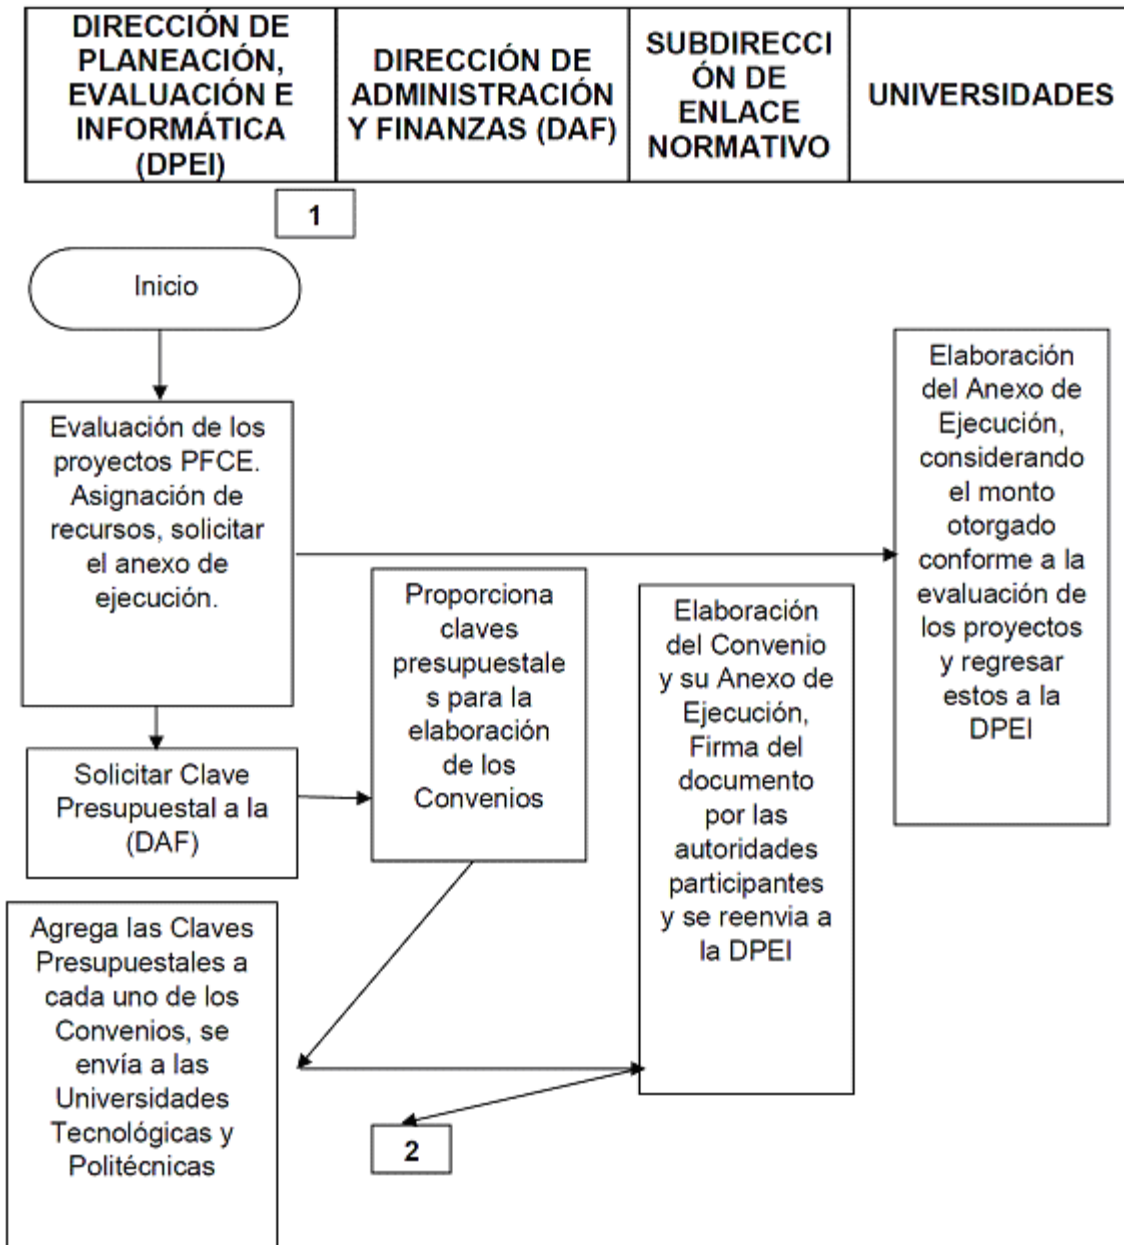 DIRECCIÓN DE
PLANEACIÓN,
EVALUACIÓN E
INFORMÁTICA
(DPEI)
DIRECCIÓN DE
ADMINISTRACIÓN
Y FINANZAS (DAF)
SUBDIRECCI
ÓN DE
ENLACE
NORMATIVO
UNIVERSIDADES
1
Inicio
Evaluación de los
proyectos PFCE.
Asignación de
recursos, solicitar
el anexo de
ejecución.
Elaboración
del Anexo de
Ejecución,
considerando
el monto
otorgado
conforme a la
evaluación de
los proyectos
y regresar
estos a la
DPEI
Solicitar Clave
Presupuestal a la
(DAF)
Proporciona
claves
presupuestale
s para la
elaboración
de los
Convenios
Elaboración
del Convenio
y su Anexo de
Ejecución,
Firma del
documento
por las
autoridades
participantes
y se reenvia a
la DPEI
Agrega las Claves
Presupuestales a
cada uno de los
Convenios, se
envía a las
Universidades
Tecnológicas y
Politécnicas
2